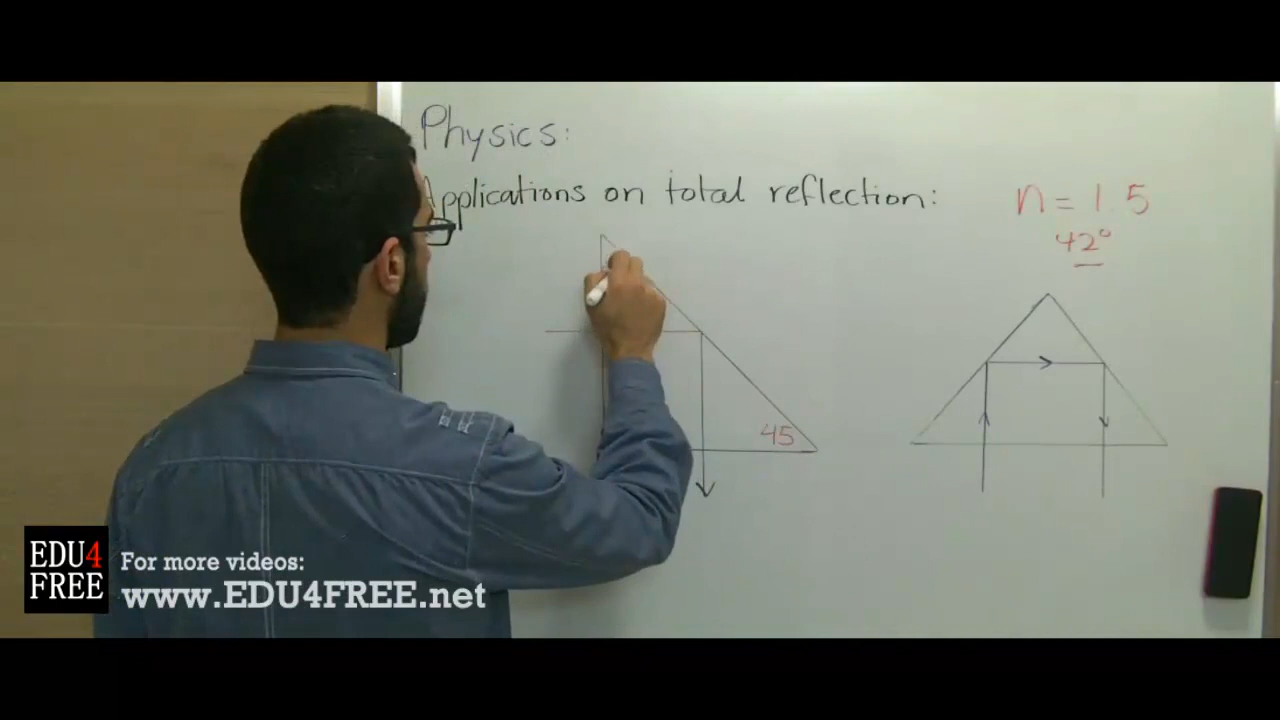 Physics:
Applications on total reflection:
n = 1.5
42°
45
EDU4
FREE
For more videos:
www.EDU4FREE.net